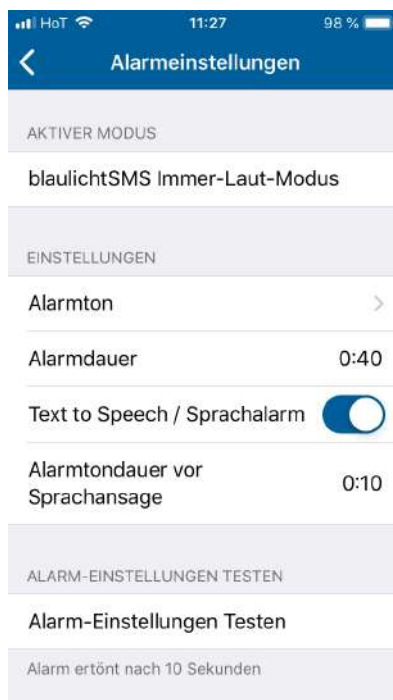 HoT 11:27 98 %
Alarmeinstellungen
AKTIVER MODUS
blaulichtSMS Immer-Laut-Modus
EINSTELLUNGEN
Alarmton
Alarmdauer 0:40
Text to Speech / Sprachalarm
Alarmtondauer vor
Sprachansage 0:10
ALARM-EINSTELLUNGEN TESTEN
Alarm-Einstellungen Testen
Alarm ertönt nach 10 Sekunden